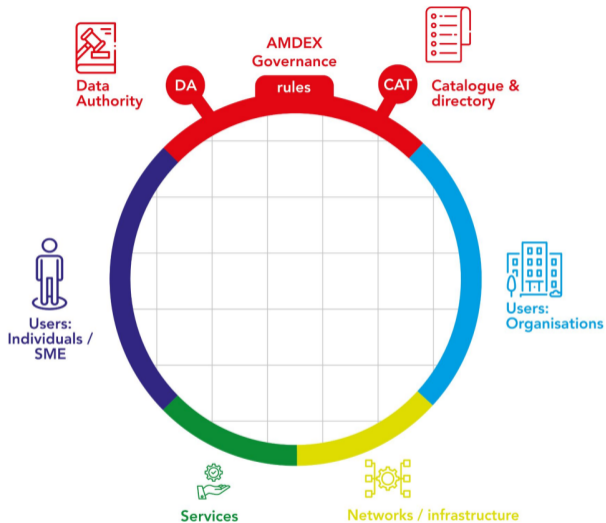 AMDEX
Governance
rules
DA
CAT
Data
Authority
Catalogue &
directory
Users:
Individuals /
SME
Users:
Organisations
Services
Networks / infrastructure